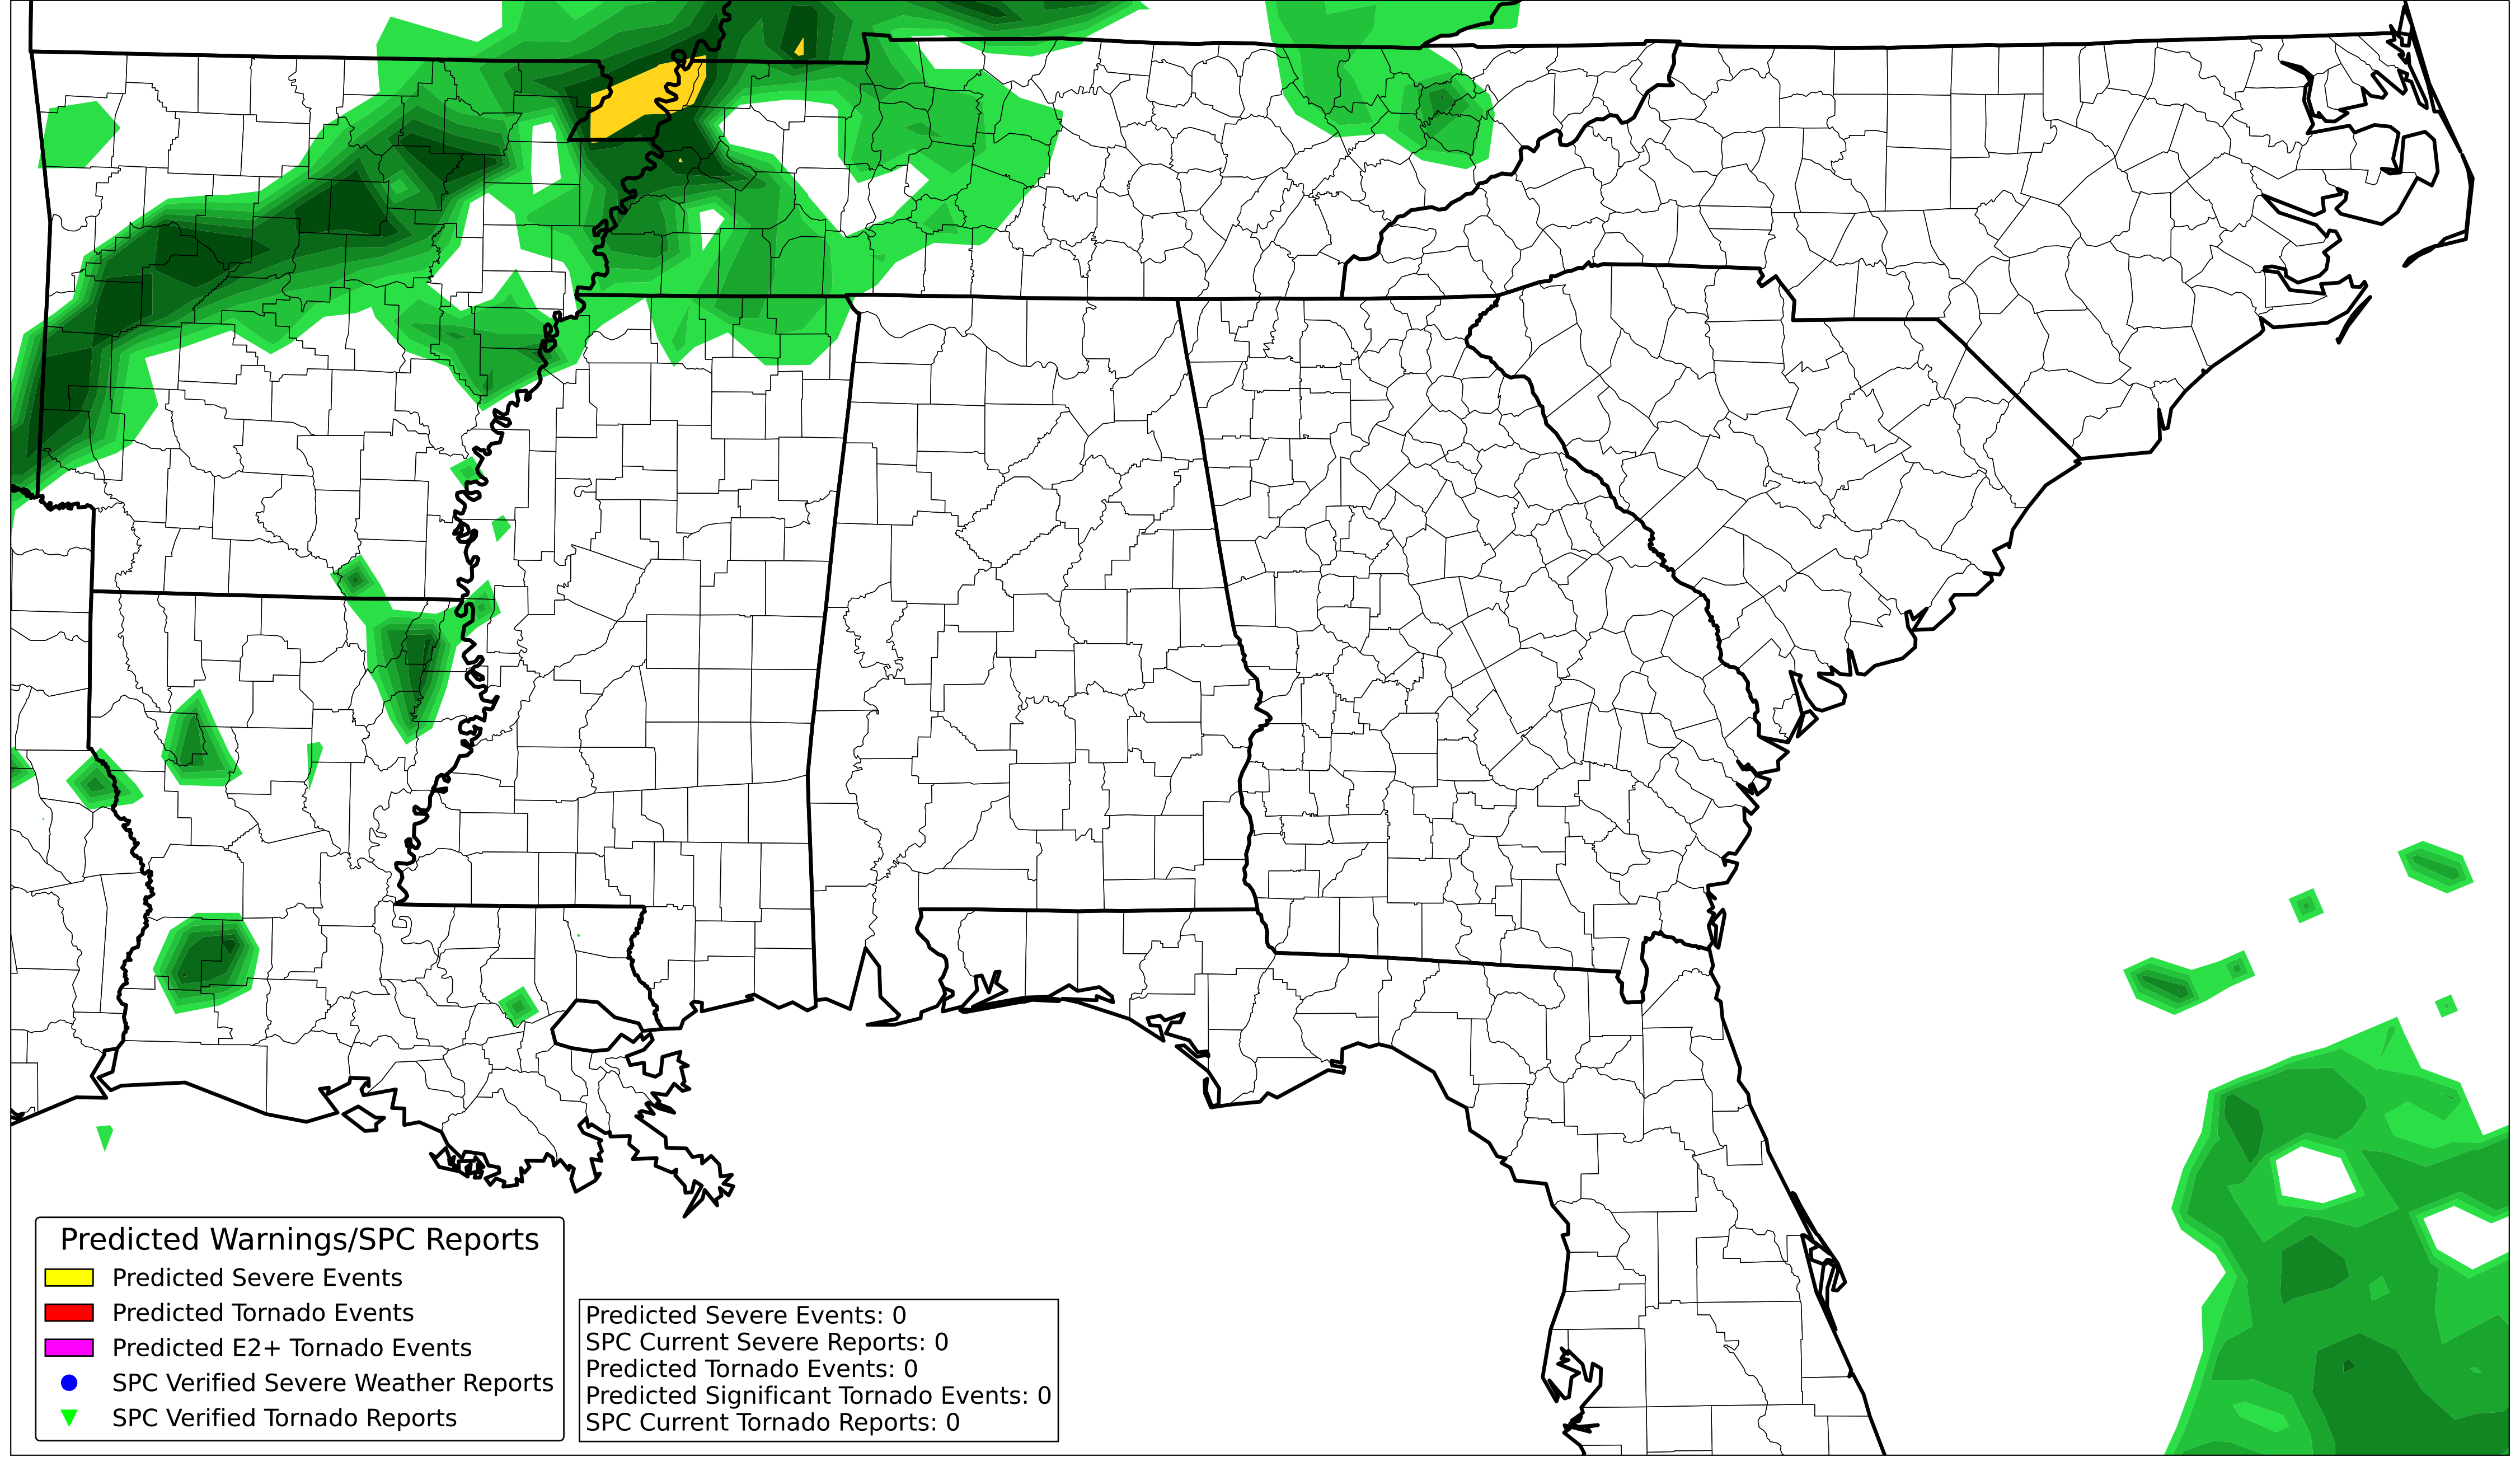 Predicted Warnings/SPC Reports
Predicted Severe Events
Predicted Tornado Events
Predicted E2+ Tornado Events
SPC Verified Severe Weather Reports
SPC Verified Tornado Reports
Predicted Severe Events: 0
SPC Current Severe Reports: 0
Predicted Tornado Events: 0
Predicted Significant Tornado Events: 0
SPC Current Tornado Reports: 0